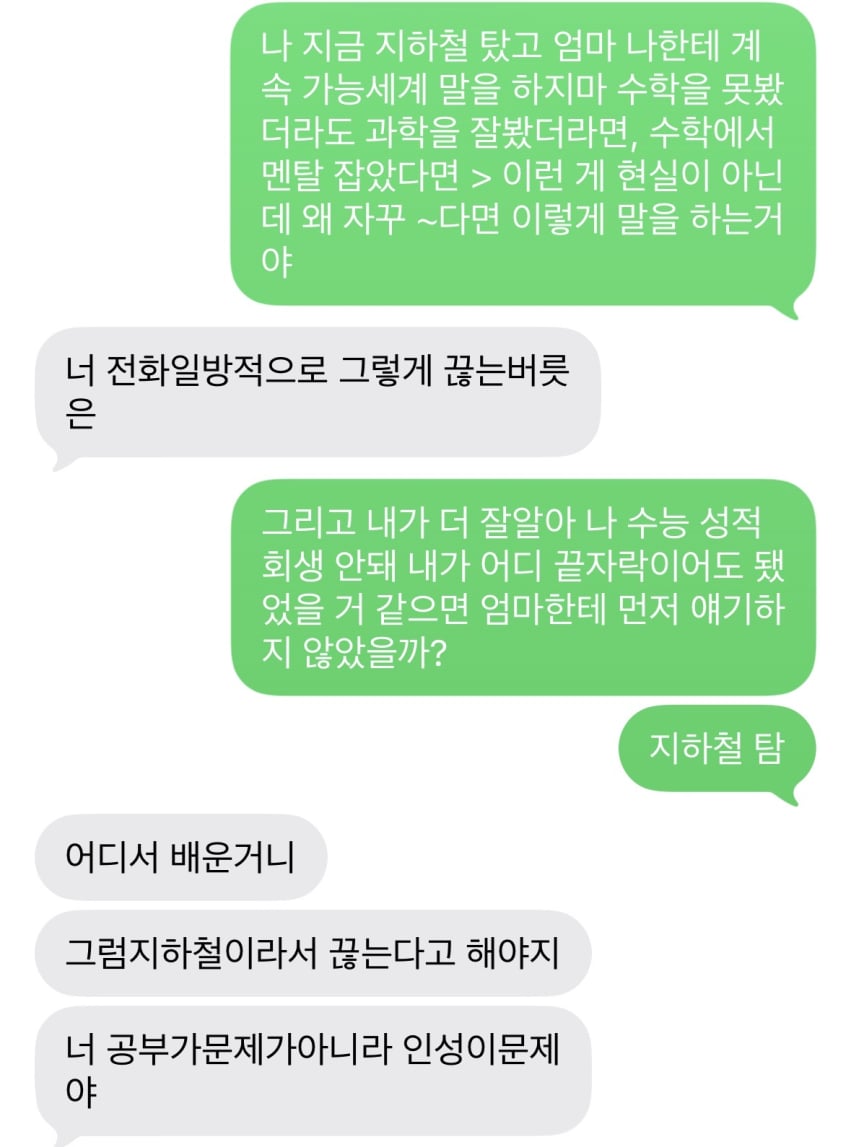 나 지금 지하철 탔고 엄마 나한테 계
속 가능세계 말을 하지마 수학을 못봤
더라도 과학을 잘봤더라면, 수학에서
멘탈 잡았다면 > 이런 게 현실이 아닌
데 왜 자꾸 ~다면 이렇게 말을 하는거
야
너 전화일방적으로 그렇게 끊는버릇
은
그리고 내가 더 잘알아 나 수능 성적
회생 안돼 내가 어디 끝자락이어도 됐
었을 거 같으면 엄마한테 먼저 얘기하
지 않았을까?
지하철 탐
어디서 배운거니
그럼지하철이라서 끊는다고 해야지
너 공부가문제가아니라 인성이문제
야